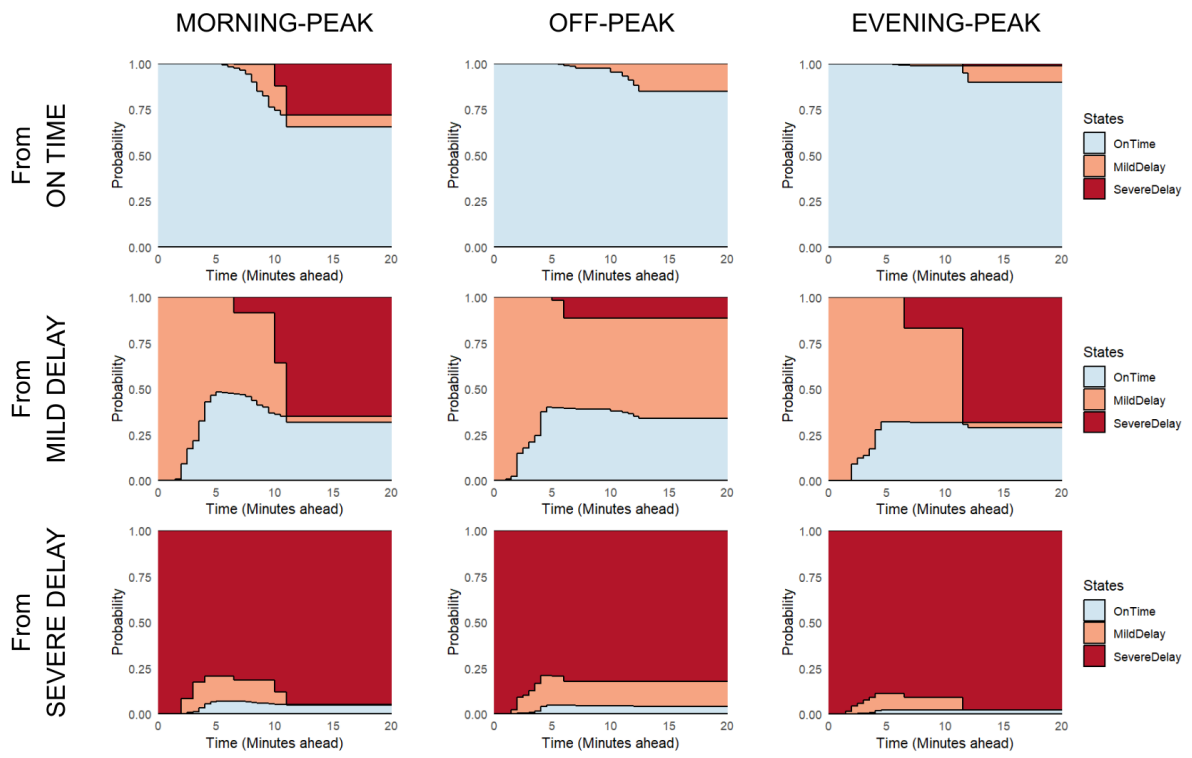 MORNING-PEAK
OFF-PEAK
EVENING-PEAK
From
ON TIME
Probability
1.00
0.75
0.50
0.25
0.00
0
5
10
15
20
Time (Minutes ahead)
Probability
1.00
0.75
0.50
0.25
0.00
0
5
10
15
20
Time (Minutes ahead)
Probability
1.00
0.75
0.50
0.25
0.00
0
5
10
15
20
Time (Minutes ahead)
States
OnTime
MildDelay
SevereDelay
From
MILD DELAY
Probability
1.00
0.75
0.50
0.25
0.00
0
5
10
15
20
Time (Minutes ahead)
Probability
1.00
0.75
0.50
0.25
0.00
0
5
10
15
20
Time (Minutes ahead)
Probability
1.00
0.75
0.50
0.25
0.00
0
5
10
15
20
Time (Minutes ahead)
States
OnTime
MildDelay
SevereDelay
From
SEVERE DELAY
Probability
1.00
0.75
0.50
0.25
0.00
0
5
10
15
20
Time (Minutes ahead)
Probability
1.00
0.75
0.50
0.25
0.00
0
5
10
15
20
Time (Minutes ahead)
Probability
1.00
0.75
0.50
0.25
0.00
0
5
10
15
20
Time (Minutes ahead)
States
OnTime
MildDelay
SevereDelay